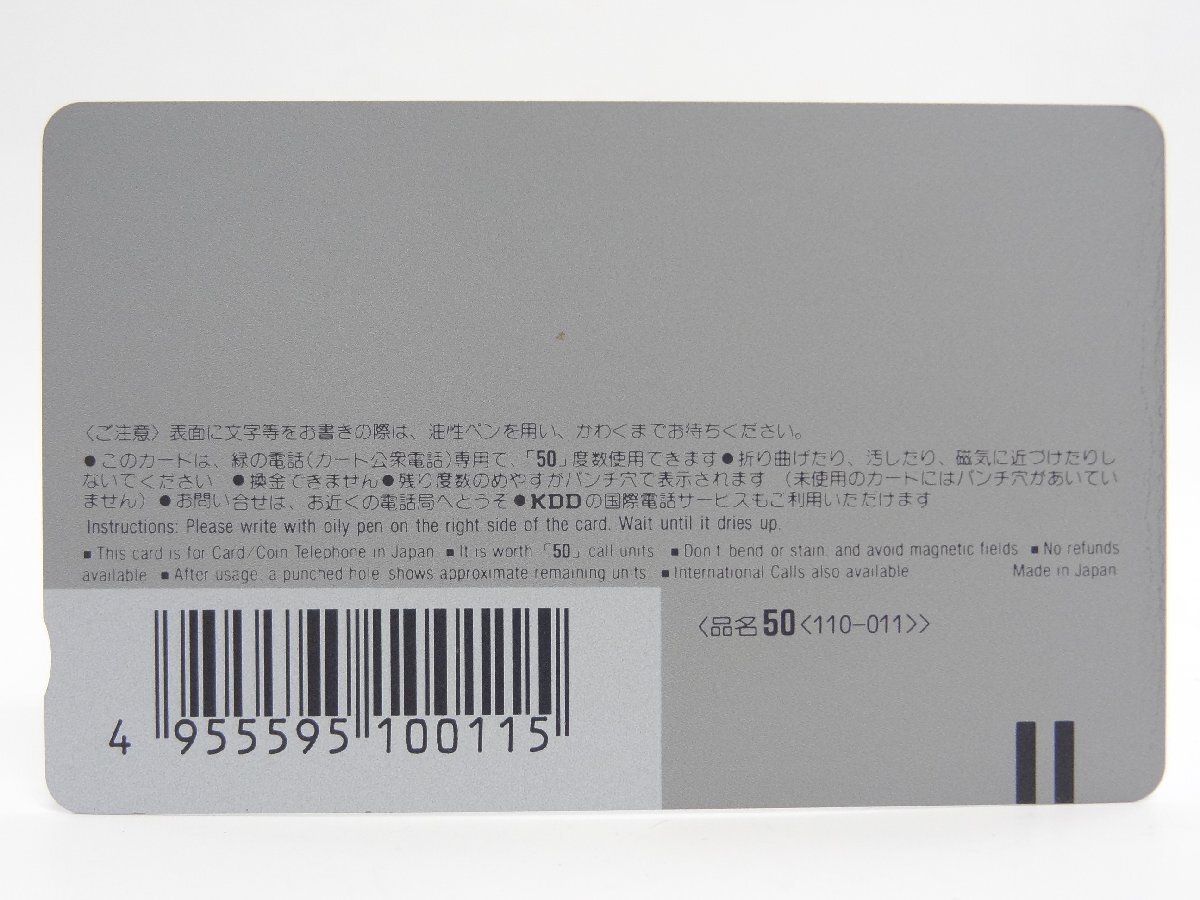 〈ご注意〉表面に文字等をお書きの際は、油性ペンを用い、かわくまでお待ちください。
●このカードは、緑の電話(カード公衆電話)専用で、「50」度数使用できます●折り曲げたり、汚したり、磁気に近づけたりし
ないでください ●換金できません●残り度数のめやすがパンチ穴で表示されます (未使用のカードにはパンチ穴があいてい
ません) ●お問い合せは、お近くの電話局へどうぞ●KDDの国際電話サービスもご利用いただけます
Instructions: Please write with oily pen on the right side of the card. Wait until it dries up.
■This card is for Card/Coin Telephone in Japan ■It is worth「50」call units ■Don't bend or stain, and avoid magnetic fields ■No refunds
available ■After usage, a punched hole shows approximate remaining units ■International Calls also available Made in Japan
〈品名50<110-011>〉
4 955595 100115